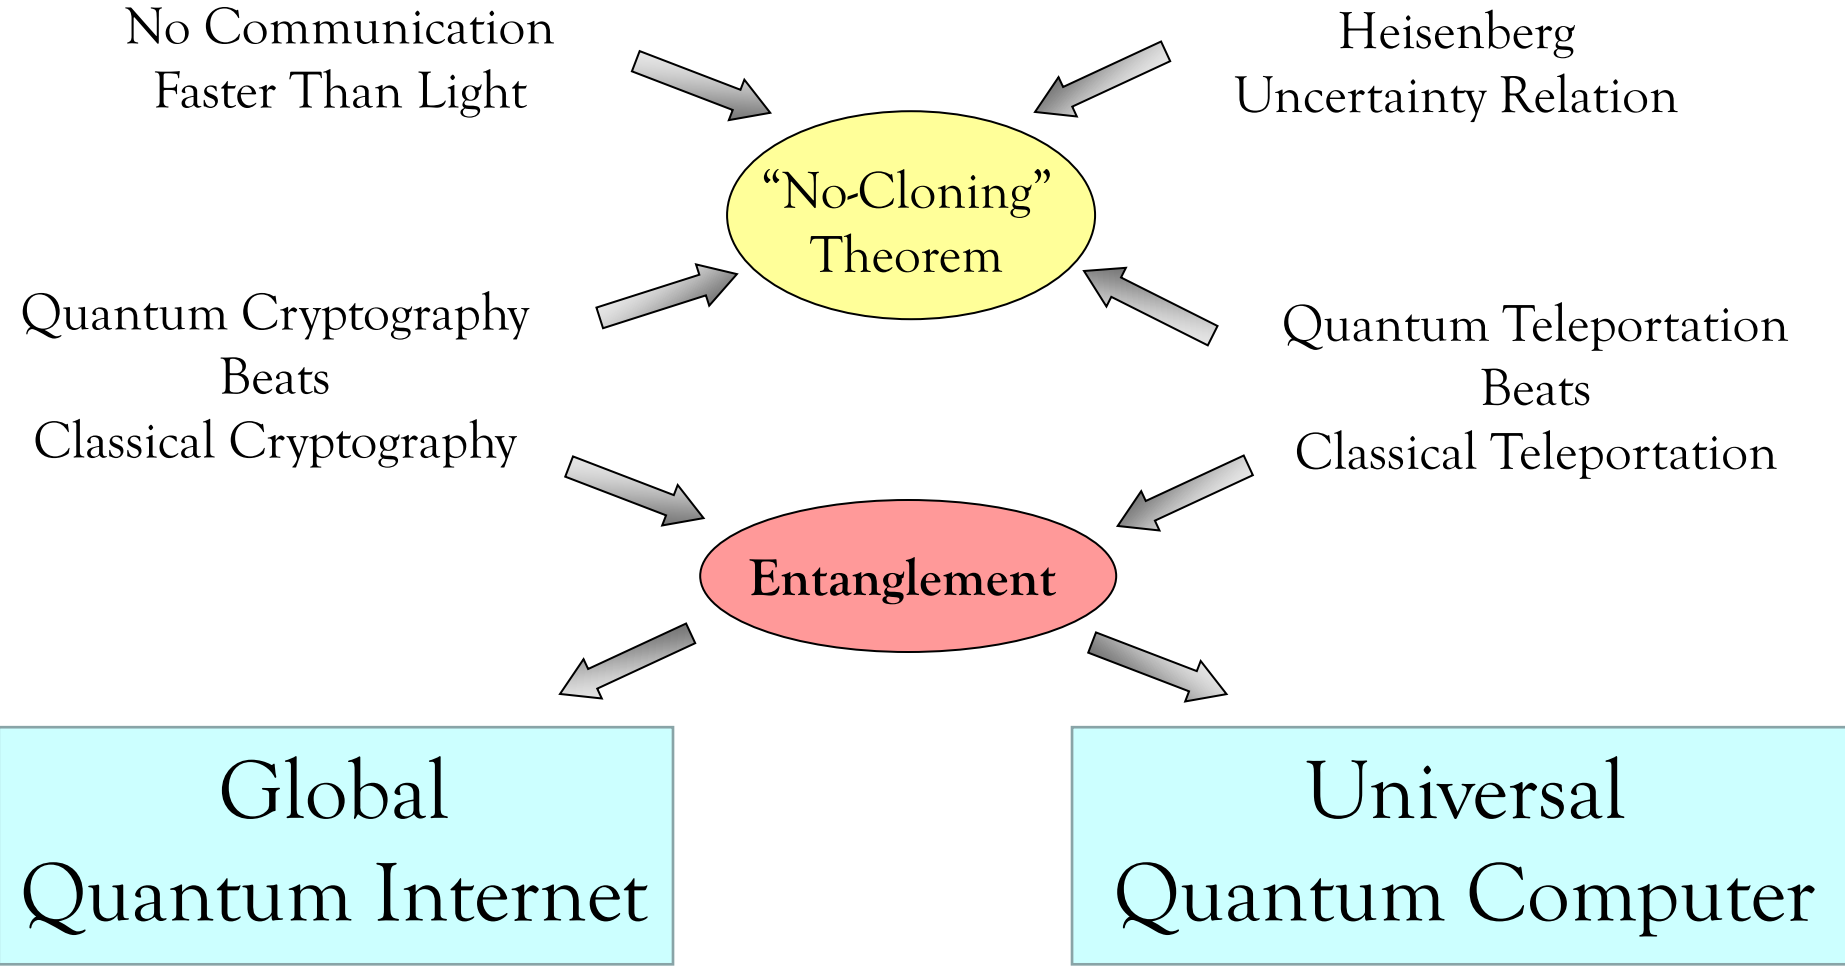 No Communication
Faster Than Light
Heisenberg
Uncertainty Relation
“No-Cloning”
Theorem
Quantum Cryptography
Beats
Classical Cryptography
Quantum Teleportation
Beats
Classical Teleportation
Entanglement
Global
Quantum Internet
Universal
Quantum Computer